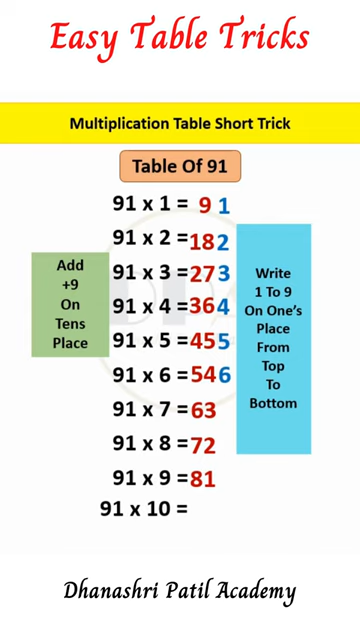 Easy Table Tricks
Multiplication Table Short Trick
Table Of 91
91 x 1 = 91
91 x 2 =182
91 x 3 =273
91 x 4 =364
91 x 5 =455
91 x 6 =546
91 x 7 =63
91 x 8 =72
91 x 9 =81
91 x 10 =
Add
+9
On
Tens
Place
Write
1 To 9
On One's
Place
From
Top
To
Bottom
Dhanashri Patil Academy